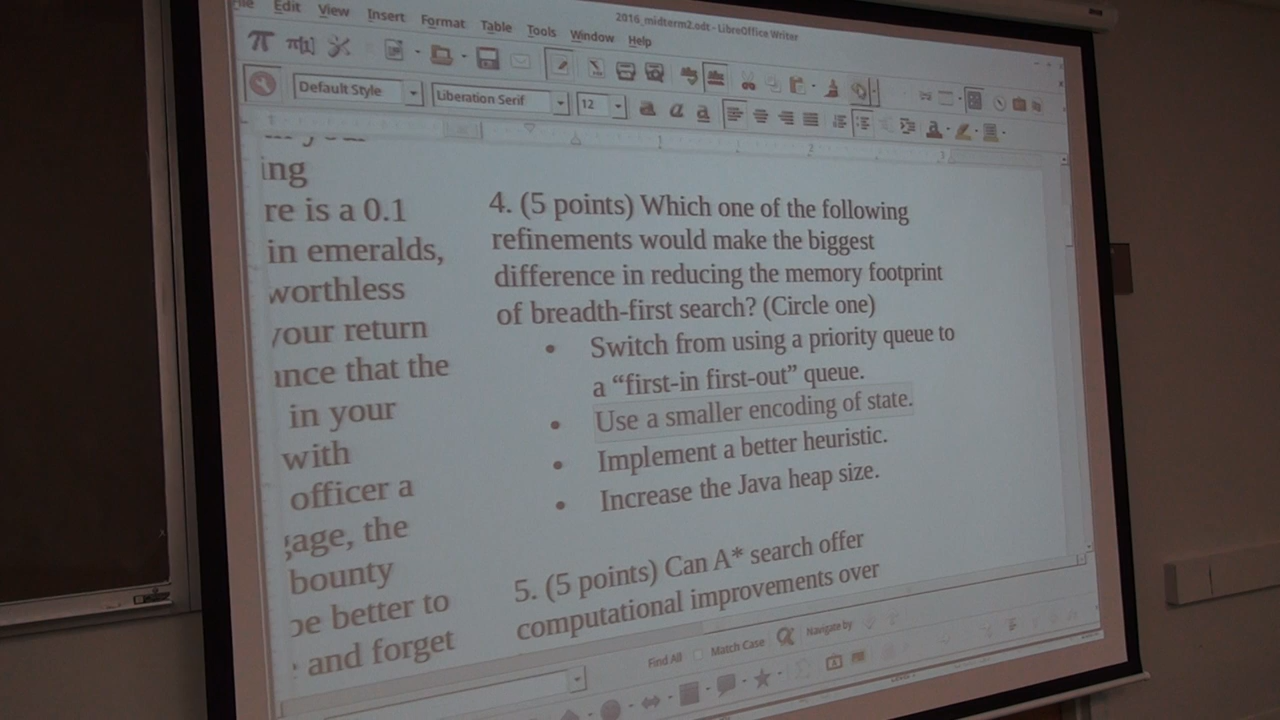 2016_midterm2.odt - LibreOffice Writer
Edit View Insert Format Table Tools Window Help
Default Style Liberation Serif 12
1 2 3
ing
re is a 0.1
in emeralds,
worthless
your return
ance that the
in your
with
officer a
gage, the
bounty
be better to
and forget
4. (5 points) Which one of the following
refinements would make the biggest
difference in reducing the memory footprint
of breadth-first search? (Circle one)
• Switch from using a priority queue to
a “first-in first-out” queue.
• Use a smaller encoding of state.
• Implement a better heuristic.
• Increase the Java heap size.
5. (5 points) Can A* search offer
computational improvements over
Find All Match Case Navigate by